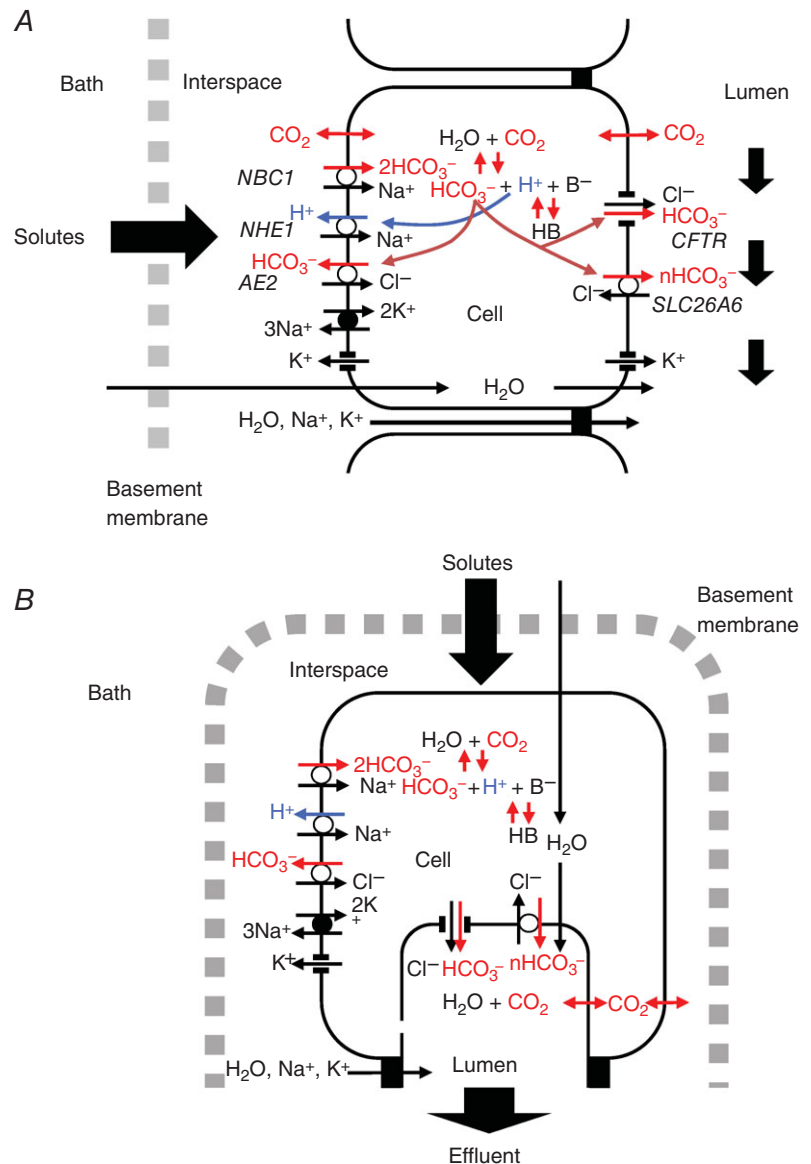 A
Bath
Interspace
Lumen
CO₂
H₂O + CO₂
CO₂
NBC1
2HCO₃⁻
Na⁺
HCO₃⁻ + H⁺ + B⁻
Cl⁻
HCO₃⁻
CFTR
H⁺
NHE1
Na⁺
HB
Solutes
HCO₃⁻
AE2
Cl⁻
nHCO₃⁻
Cl⁻
SLC26A6
2K⁺
3Na⁺
Cell
K⁺
K⁺
H₂O
H₂O, Na⁺, K⁺
Basement
membrane
B
Solutes
Basement
membrane
Bath
Interspace
H₂O + CO₂
2HCO₃⁻
Na⁺
HCO₃⁻ + H⁺ + B⁻
H⁺
Na⁺
HB
H₂O
HCO₃⁻
Cell
Cl⁻
Cl⁻
2K
+
3Na⁺
K⁺
Cl⁻
HCO₃⁻
nHCO₃⁻
H₂O + CO₂
CO₂
H₂O, Na⁺, K⁺
Lumen
Effluent